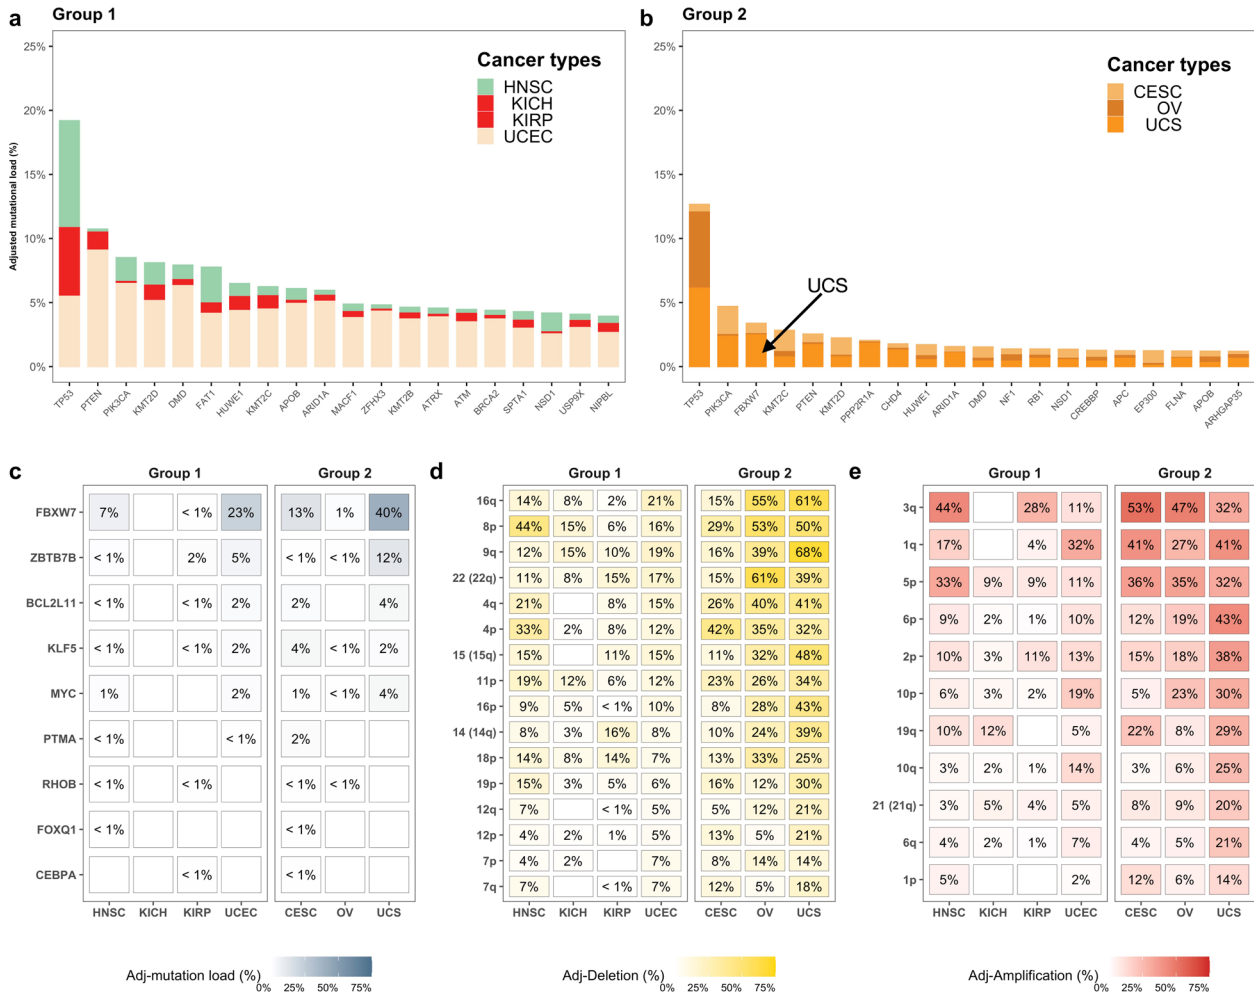 a
Group 1
b
Group 2
Adjusted mutational load (%)
25%
20%
15%
10%
5%
0%
Cancer types
HNSC
KICH
KIRP
UCEC
TP53
PTEN
PIK3CA
KMT2D
DMD
FAT1
HUWE1
KMT2C
APOB
ARID1A
MACF1
ZFHX3
KMT2B
ATRX
ATM
BRCA2
SPTA1
NSD1
USP9X
NIPBL
25%
20%
15%
10%
5%
0%
Cancer types
CESC
OV
UCS
UCS
TP53
PIK3CA
FBXW7
KMT2C
PTEN
KMT2D
PPP2R1A
CHD4
HUWE1
ARID1A
DMD
NF1
RB1
NSD1
CREBBP
APC
EP300
FLNA
APOB
ARHGAP35
c
Group 1 Group 2
FBXW7 7% < 1% 23% 13% 1% 40%
ZBTB7B < 1% 2% 5% < 1% < 1% 12%
BCL2L11 < 1% < 1% 2% 2% 4%
KLF5 < 1% < 1% 2% 4% < 1% 2%
MYC 1% 2% 1% < 1% 4%
PTMA < 1% < 1% 2%
RHOB < 1% < 1% < 1% < 1%
FOXQ1 < 1% < 1%
CEBPA < 1% < 1%
HNSC KICH KIRP UCEC CESC OV UCS
Adj-mutation load (%)
0% 25% 50% 75%
d
Group 1 Group 2
16q 14% 8% 2% 21% 15% 55% 61%
8p 44% 15% 6% 16% 29% 53% 50%
9q 12% 15% 10% 19% 16% 39% 68%
22 (22q) 11% 8% 15% 17% 15% 61% 39%
4q 21% 8% 15% 26% 40% 41%
4p 33% 2% 8% 12% 42% 35% 32%
15 (15q) 15% 11% 15% 11% 32% 48%
11p 19% 12% 6% 12% 23% 26% 34%
16p 9% 5% < 1% 10% 8% 28% 43%
14 (14q) 8% 3% 16% 8% 10% 24% 39%
18p 14% 8% 14% 7% 13% 33% 25%
19p 15% 3% 5% 6% 16% 12% 30%
12q 7% < 1% 5% 5% 12% 21%
12p 4% 2% 1% 5% 13% 5% 21%
7p 4% 2% 7% 8% 14% 14%
7q 7% < 1% 7% 12% 5% 18%
HNSC KICH KIRP UCEC CESC OV UCS
Adj-Deletion (%)
0% 25% 50% 75%
e
Group 1 Group 2
3q 44% 28% 11% 53% 47% 32%
1q 17% 4% 32% 41% 27% 41%
5p 33% 9% 9% 11% 36% 35% 32%
6p 9% 2% 1% 10% 12% 19% 43%
2p 10% 3% 11% 13% 15% 18% 38%
10p 6% 3% 2% 19% 5% 23% 30%
19q 10% 12% 5% 22% 8% 29%
10q 3% 2% 1% 14% 3% 6% 25%
21 (21q) 3% 5% 4% 5% 8% 9% 20%
6q 4% 2% 1% 7% 4% 5% 21%
1p 5% 2% 12% 6% 14%
HNSC KICH KIRP UCEC CESC OV UCS
Adj-Amplification (%)
0% 25% 50% 75%